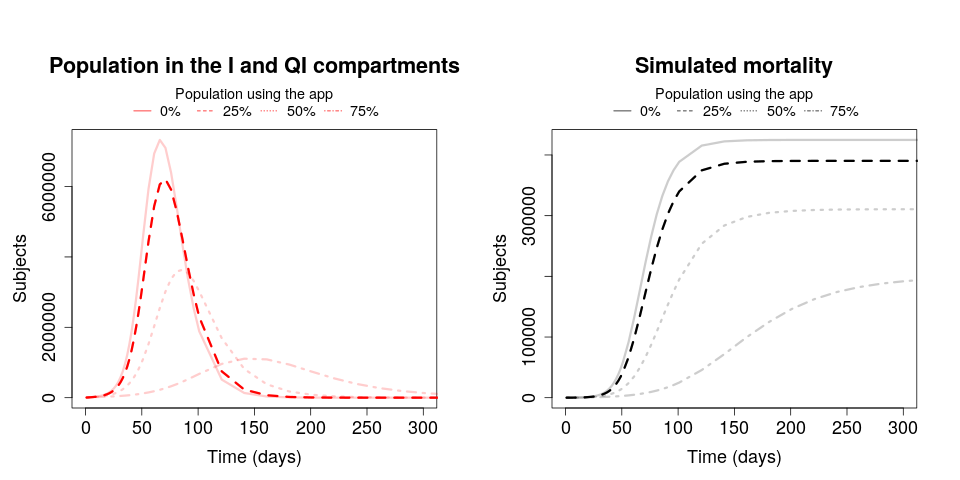 Population in the I and QI compartments
Population using the app
0% 25% 50% 75%
Subjects
6000000
2000000
0
0 50 100 150 200 250 300
Time (days)
Simulated mortality
Population using the app
0% 25% 50% 75%
Subjects
300000
100000
0
0 50 100 150 200 250 300
Time (days)